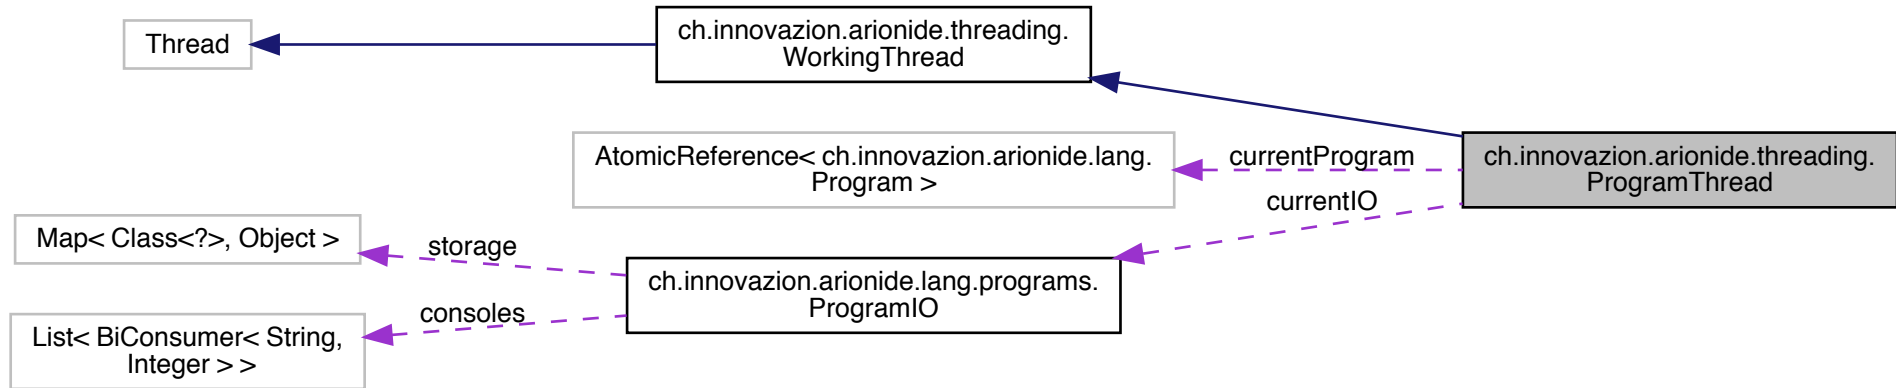 Thread
ch.innovazion.arionide.threading.
WorkingThread
AtomicReference< ch.innovazion.arionide.lang.
Program >
currentProgram
ch.innovazion.arionide.threading.
ProgramThread
currentIO
Map< Class<?>, Object >
storage
ch.innovazion.arionide.lang.programs.
ProgramIO
consoles
List< BiConsumer< String,
Integer > >